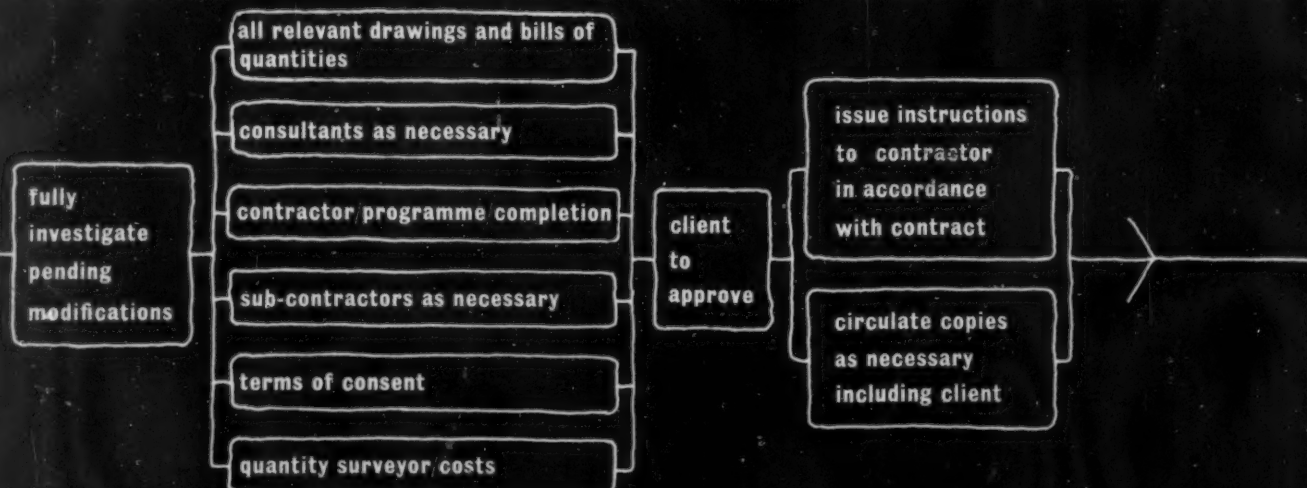 fully
investigate
pending
modifications
all relevant drawings and bills of
quantities
consultants as necessary
contractor/programme/completion
sub-contractors as necessary
terms of consent
quantity surveyor/costs
client
to
approve
issue instructions
to contractor
in accordance
with contract
circulate copies
as necessary
including client